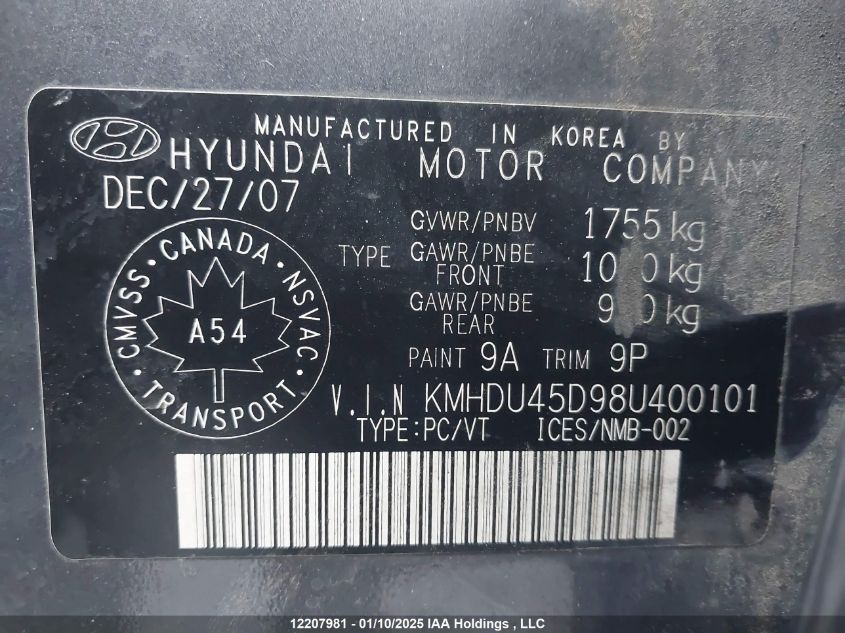 MANUFACTURED IN KOREA BY
HYUNDAI MOTOR COMPANY
DEC/27/07
GVWR/PNBV 1755 kg
TYPE
GAWR/PNBE FRONT kg
GAWR/PNBE REAR kg
PAINT 9A TRIM 9P
CANADA
CMVSS
NSVAC
A54
TRANSPORT
V.I.N KMHDU45D98U400101
TYPE:PC/VT ICES/NMB-002
12207981 - 01/10/2025 IAA Holdings , LLC